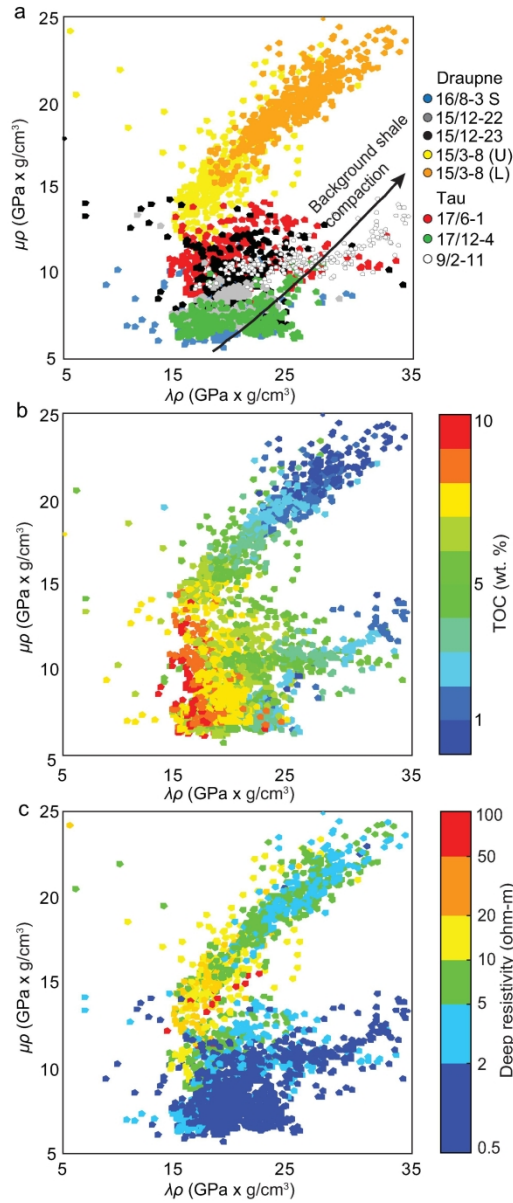 a
25
20
15
10
5
μρ (GPa x g/cm³)
5
15
25
35
λρ (GPa x g/cm³)
Background shale
compaction
Draupne
16/8-3 S
15/12-22
15/12-23
15/3-8 (U)
15/3-8 (L)
Tau
17/6-1
17/12-4
9/2-11
b
25
20
15
10
5
μρ (GPa x g/cm³)
5
15
25
35
λρ (GPa x g/cm³)
10
5
1
TOC (wt. %)
c
25
20
15
10
5
μρ (GPa x g/cm³)
5
15
25
35
λρ (GPa x g/cm³)
100
50
20
10
5
2
0.5
Deep resistivity (ohm-m)